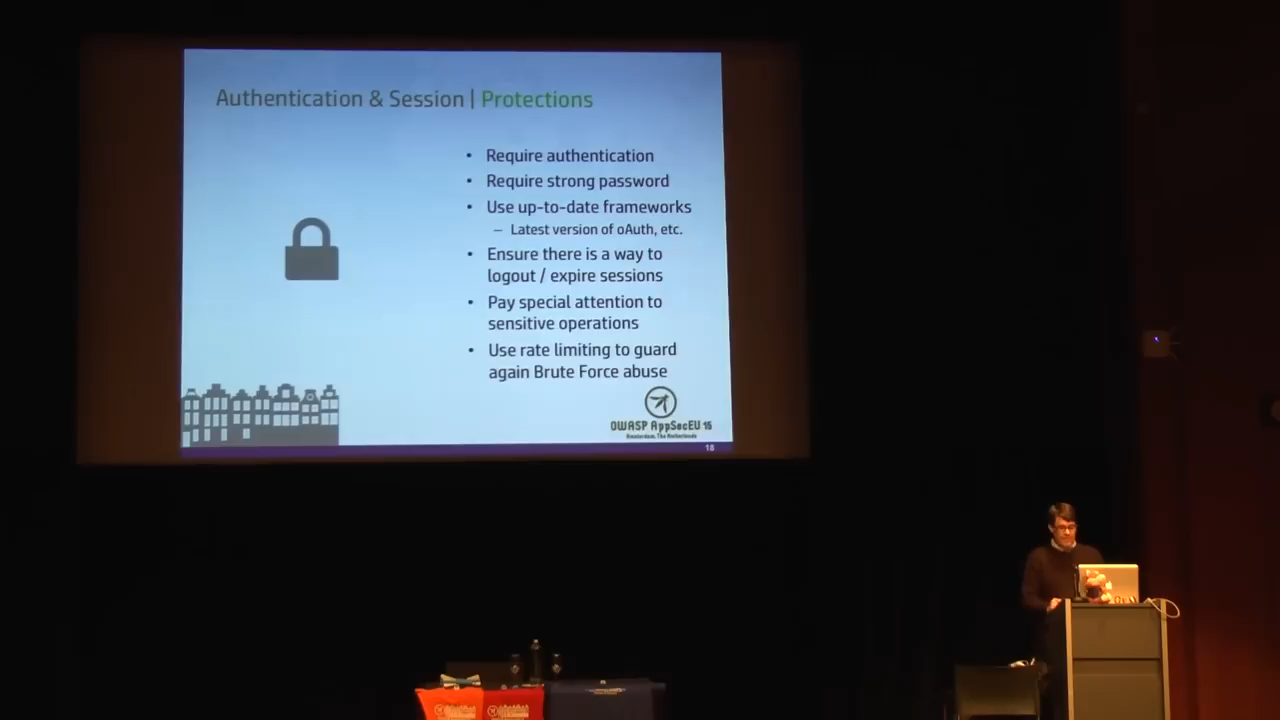 Authentication & Session | Protections
• Require authentication
• Require strong password
• Use up-to-date frameworks
– Latest version of oAuth, etc.
• Ensure there is a way to
logout / expire sessions
• Pay special attention to
sensitive operations
• Use rate limiting to guard
again Brute Force abuse
OWASP AppSecEU 15
Amsterdam, The Netherlands
18